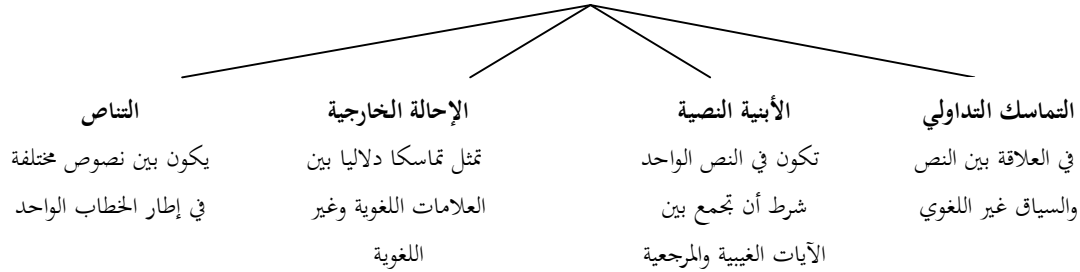 التماسك التداولي
في العلاقة بين النص
والسياق غير اللغوي
الأبنية النصية
تكون في النص الواحد
شرط أن تجمع بين
الآيات الغيبية والمرجعية
الإحالة الخارجية
تمثل تماسكا دلاليا بين
العلامات اللغوية وغير
اللغوية
التناص
يكون بين نصوص مختلفة
في إطار الخطاب الواحد